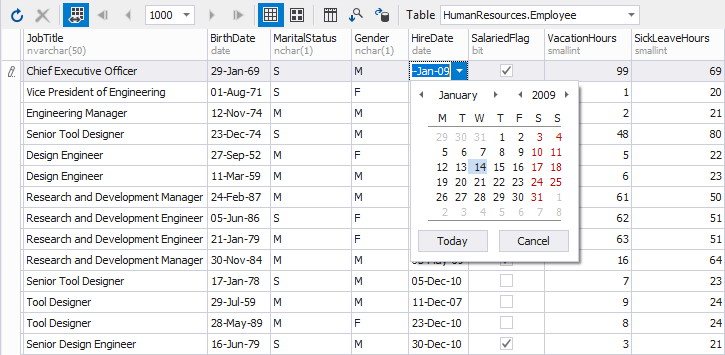 1000 Table HumanResources.Employee
JobTitle BirthDate MaritalStatus Gender HireDate SalariedFlag VacationHours SickLeaveHours
nvarchar(50) date nchar(1) nchar(1) date bit smallint smallint
Chief Executive Officer 29-Jan-69 S M -Jan-09 99 69
Vice President of Engineering 01-Aug-71 S F 1 20
Engineering Manager 12-Nov-74 M M 2 21
Senior Tool Designer 23-Dec-74 S M 48 80
Design Engineer 27-Sep-52 M F 5 22
Design Engineer 11-Mar-59 M M 6 23
Research and Development Manager 24-Feb-87 M M 61 50
Research and Development Engineer 05-Jun-86 S F 62 51
Research and Development Engineer 21-Jan-79 M F 63 51
Research and Development Manager 30-Nov-84 M M 16 64
Senior Tool Designer 17-Jan-78 S M 05-Dec-10 7 23
Tool Designer 29-Jul-59 M M 11-Dec-07 9 24
Tool Designer 28-May-89 M F 23-Dec-10 8 24
Senior Design Engineer 16-Jun-79 S M 30-Dec-10 3 21
January 2009
M T W T F S S
29 30 31 1 2 3 4
5 6 7 8 9 10 11
12 13 14 15 16 17 18
19 20 21 22 23 24 25
26 27 28 29 30 31 1
2 3 4 5 6 7 8
Today Cancel